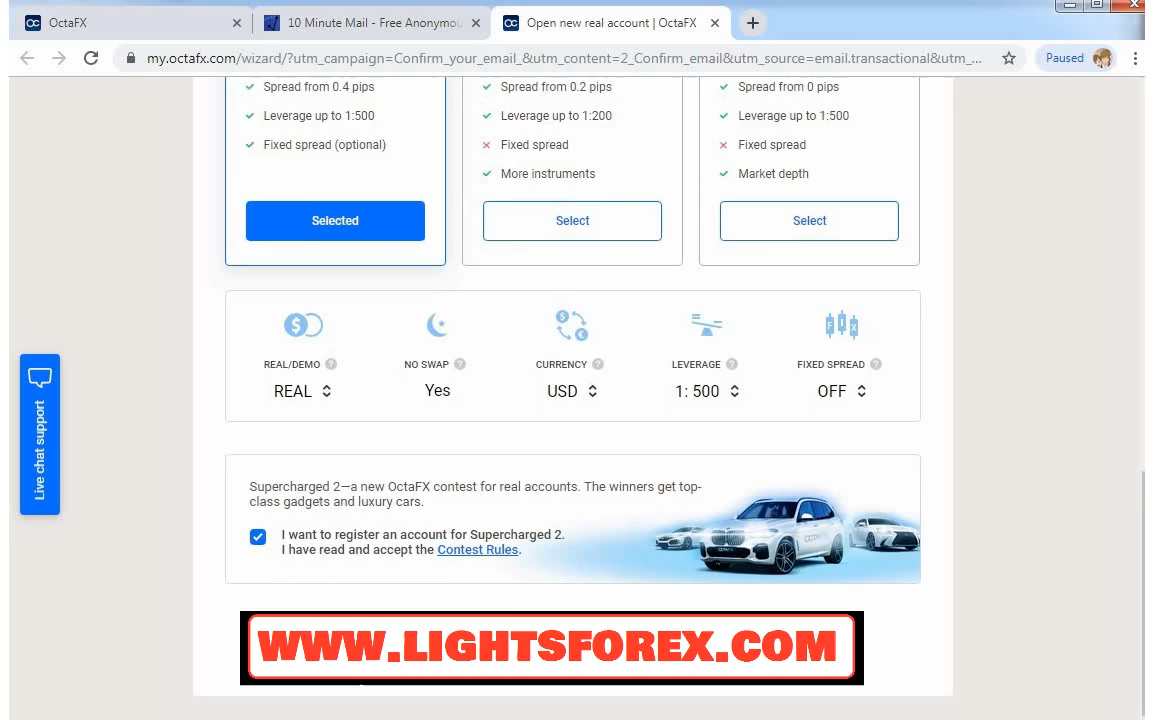 OctaFX
10 Minute Mail - Free Anonymou
Open new real account | OctaFX
my.octafx.com/wizard/?utm_campaign=Confirm_your_email_&utm_content=2_Confirm_email&utm_source=email.transactional&utm_...
Paused
Spread from 0.4 pips
Leverage up to 1:500
Fixed spread (optional)
Selected
Spread from 0.2 pips
Leverage up to 1:200
Fixed spread
More instruments
Select
Spread from 0 pips
Leverage up to 1:500
Fixed spread
Market depth
Select
REAL/DEMO ?
REAL
NO SWAP ?
Yes
CURRENCY ?
USD
LEVERAGE ?
1: 500
FIXED SPREAD ?
OFF
Live chat support
Supercharged 2—a new OctaFX contest for real accounts. The winners get top-
class gadgets and luxury cars.
I want to register an account for Supercharged 2.
I have read and accept the Contest Rules.
WWW.LIGHTSFOREX.COM